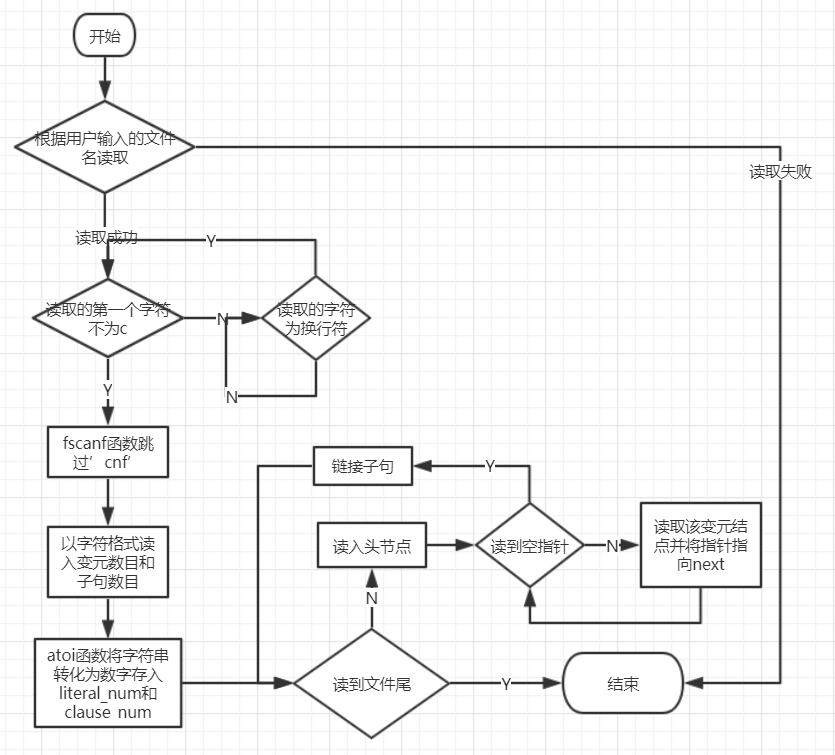 开始
根据用户输入的文件
名读取
读取失败
读取成功
Y
读取的第一个字符
不为c
N
读取的字符
为换行符
N
Y
fscanf函数跳
过’cnf’
链接子句
Y
以字符格式读
入变元数目和
子句数目
读入头节点
读到空指针
N
读取该变元结
点并将指针指
向next
N
atoi函数将字符串
转化为数字存入
literal_num和
clause_num
读到文件尾
Y
结束